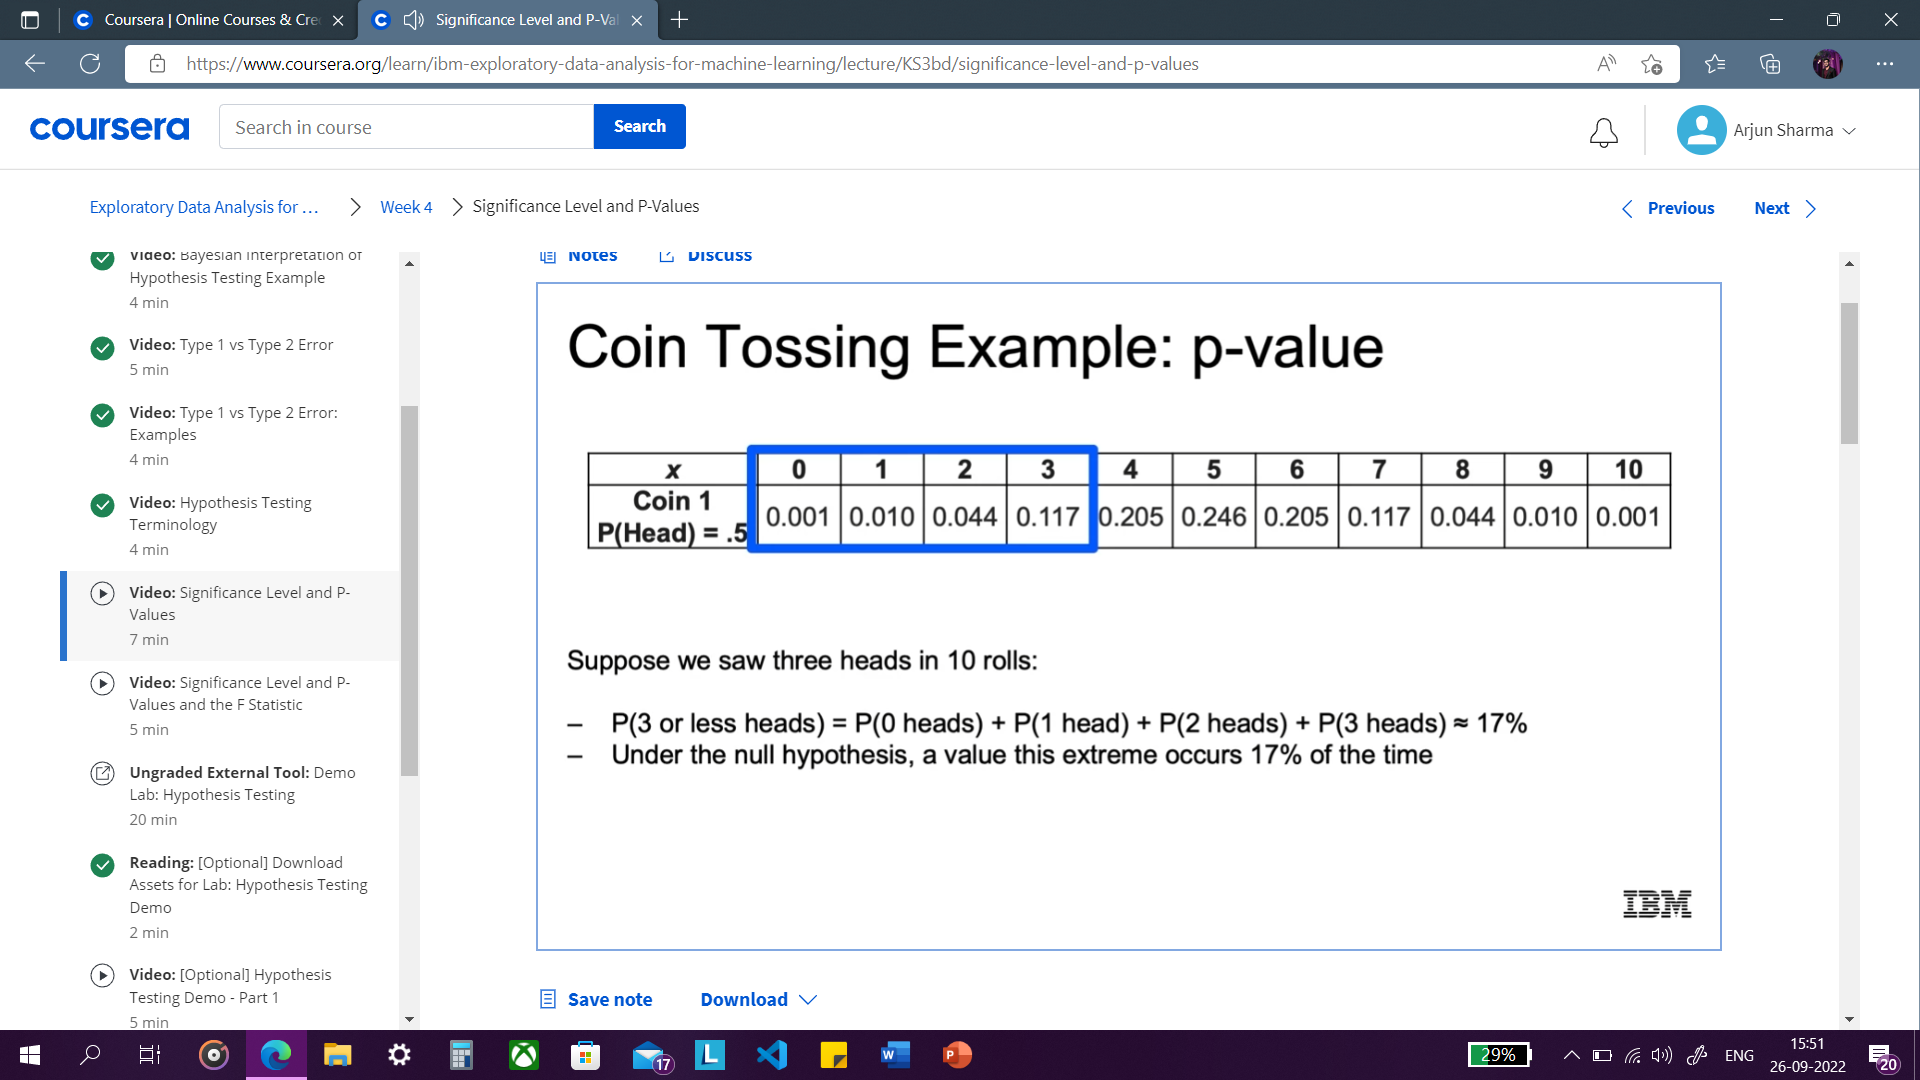 Coursera | Online Courses & Cre
Significance Level and P-Val
https://www.coursera.org/learn/ibm-exploratory-data-analysis-for-machine-learning/lecture/KS3bd/significance-level-and-p-values
coursera
Search in course
Search
Arjun Sharma
Exploratory Data Analysis for ...
Week 4
Significance Level and P-Values
Previous
Next
Video: Bayesian Interpretation of
Hypothesis Testing Example
4 min
Video: Type 1 vs Type 2 Error
5 min
Video: Type 1 vs Type 2 Error:
Examples
4 min
Video: Hypothesis Testing
Terminology
4 min
Video: Significance Level and P-
Values
7 min
Video: Significance Level and P-
Values and the F Statistic
5 min
Ungraded External Tool: Demo
Lab: Hypothesis Testing
20 min
Reading: [Optional] Download
Assets for Lab: Hypothesis Testing
Demo
2 min
Video: [Optional] Hypothesis
Testing Demo - Part 1
5 min
Notes
Discuss
Coin Tossing Example: p-value
x 0 1 2 3 4 5 6 7 8 9 10
Coin 1
P(Head) = .5
0.001 0.010 0.044 0.117 0.205 0.246 0.205 0.117 0.044 0.010 0.001
Suppose we saw three heads in 10 rolls:
– P(3 or less heads) = P(0 heads) + P(1 head) + P(2 heads) + P(3 heads) ≈ 17%
– Under the null hypothesis, a value this extreme occurs 17% of the time
IBM
Save note
Download
17
L
W
P
29%
ENG
15:51
26-09-2022
20